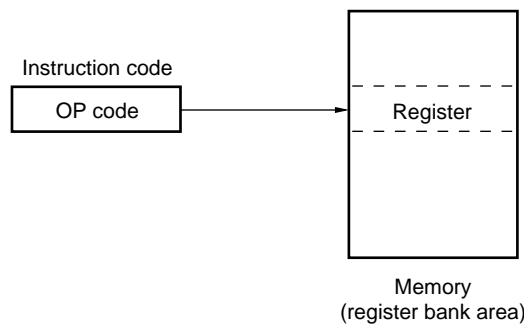 Instruction code
OP code
Register
Memory
(register bank area)